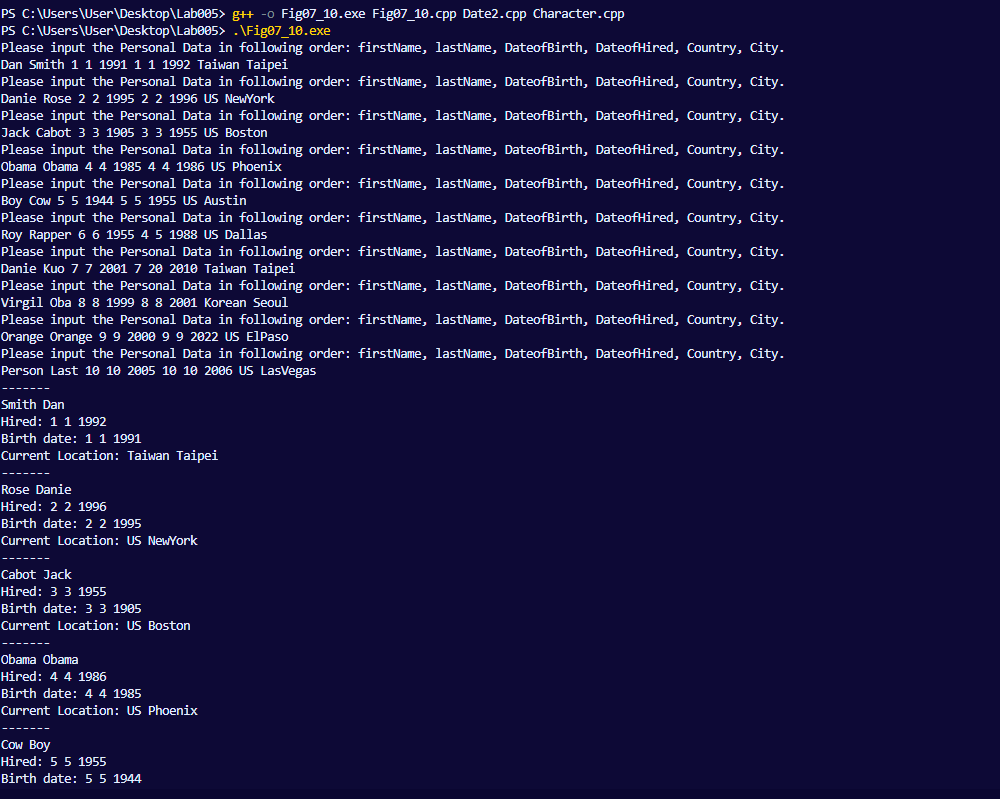 PS C:\Users\User\Desktop\Lab005> g++ -o Fig07_10.exe Fig07_10.cpp Date2.cpp Character.cpp
PS C:\Users\User\Desktop\Lab005> .\Fig07_10.exe
Please input the Personal Data in following order: firstName, lastName, DateofBirth, DateofHired, Country, City.
Dan Smith 1 1 1991 1 1 1992 Taiwan Taipei
Please input the Personal Data in following order: firstName, lastName, DateofBirth, DateofHired, Country, City.
Danie Rose 2 2 1995 2 2 1996 US NewYork
Please input the Personal Data in following order: firstName, lastName, DateofBirth, DateofHired, Country, City.
Jack Cabot 3 3 1905 3 3 1955 US Boston
Please input the Personal Data in following order: firstName, lastName, DateofBirth, DateofHired, Country, City.
Obama Obama 4 4 1985 4 4 1986 US Phoenix
Please input the Personal Data in following order: firstName, lastName, DateofBirth, DateofHired, Country, City.
Boy Cow 5 5 1944 5 5 1955 US Austin
Please input the Personal Data in following order: firstName, lastName, DateofBirth, DateofHired, Country, City.
Roy Rapper 6 6 1955 4 5 1988 US Dallas
Please input the Personal Data in following order: firstName, lastName, DateofBirth, DateofHired, Country, City.
Danie Kuo 7 7 2001 7 20 2010 Taiwan Taipei
Please input the Personal Data in following order: firstName, lastName, DateofBirth, DateofHired, Country, City.
Virgil Oba 8 8 1999 8 8 2001 Korean Seoul
Please input the Personal Data in following order: firstName, lastName, DateofBirth, DateofHired, Country, City.
Orange Orange 9 9 2000 9 9 2022 US ElPaso
Please input the Personal Data in following order: firstName, lastName, DateofBirth, DateofHired, Country, City.
Person Last 10 10 2005 10 10 2006 US LasVegas
-------
Smith Dan
Hired: 1 1 1992
Birth date: 1 1 1991
Current Location: Taiwan Taipei
-------
Rose Danie
Hired: 2 2 1996
Birth date: 2 2 1995
Current Location: US NewYork
-------
Cabot Jack
Hired: 3 3 1955
Birth date: 3 3 1905
Current Location: US Boston
-------
Obama Obama
Hired: 4 4 1986
Birth date: 4 4 1985
Current Location: US Phoenix
-------
Cow Boy
Hired: 5 5 1955
Birth date: 5 5 1944